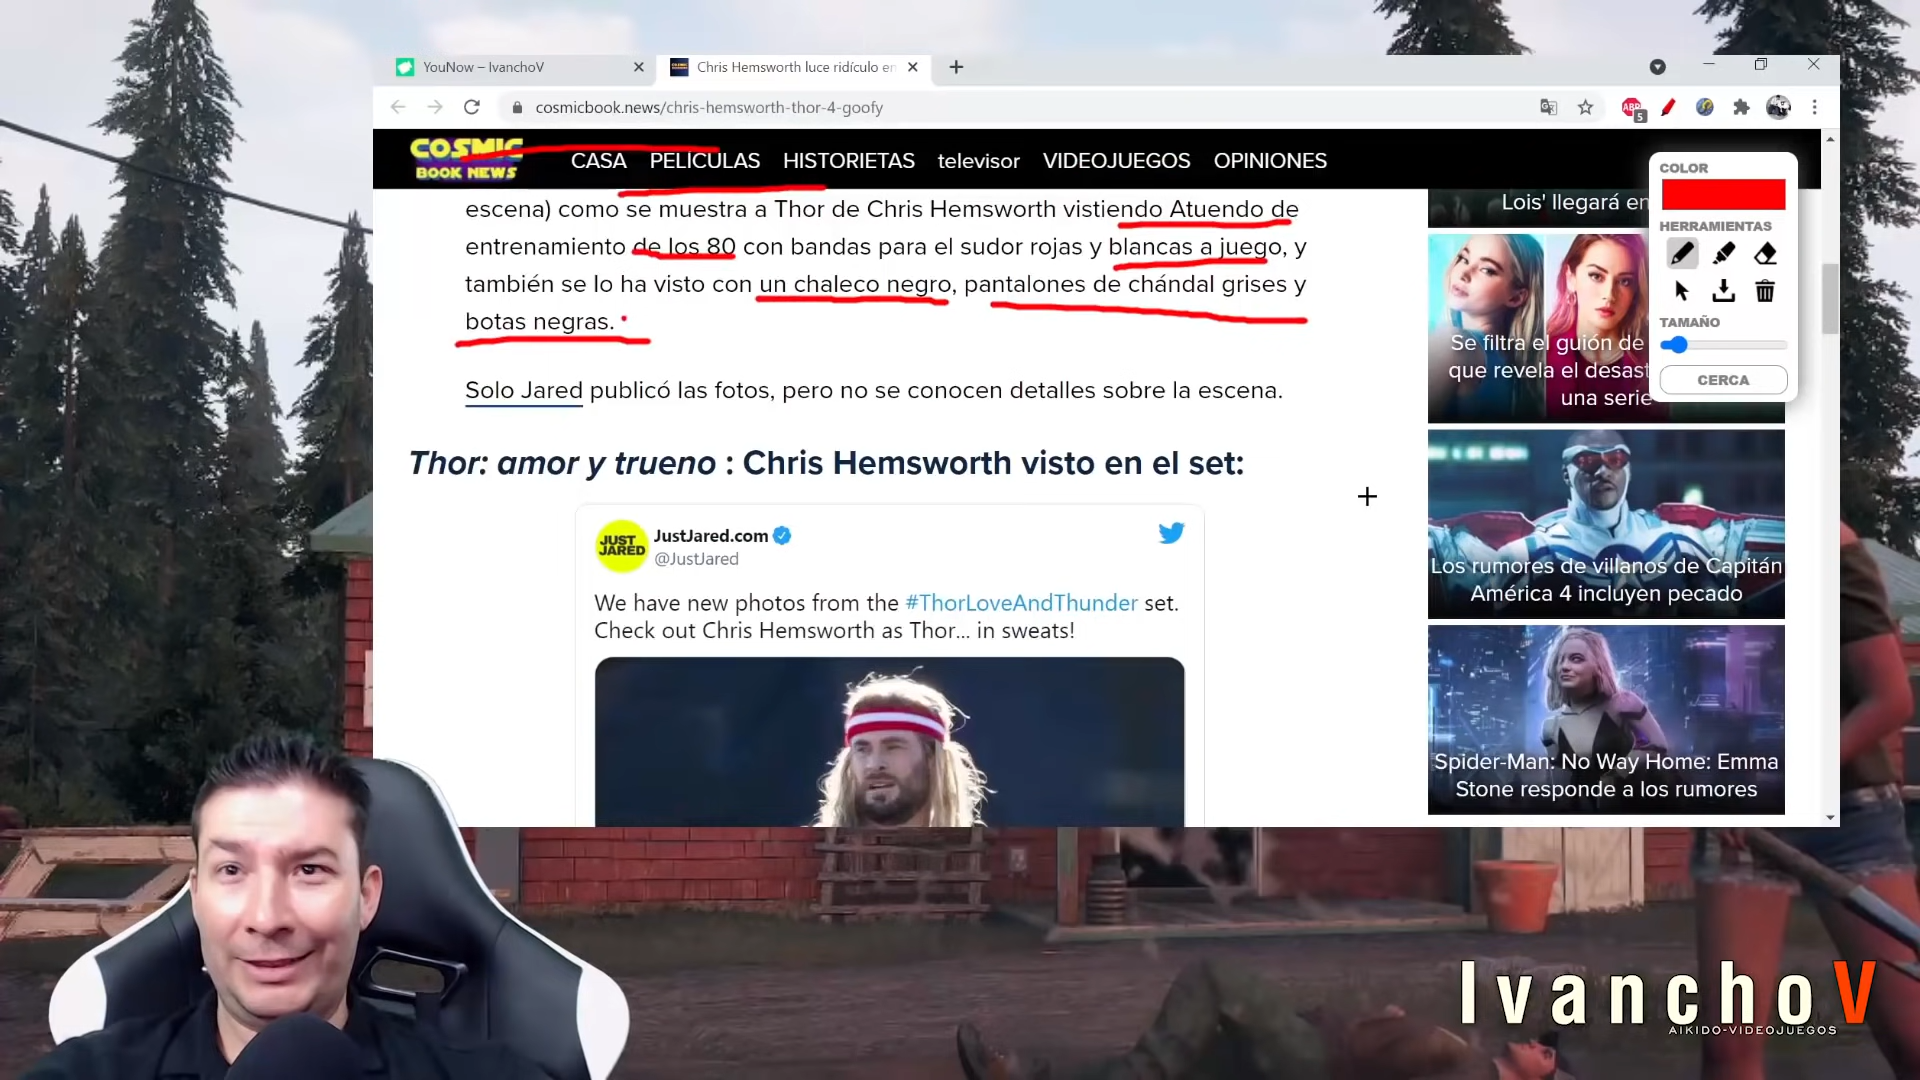 YouNow – IvanchoV
Chris Hemsworth luce ridículo en
cosmicbook.news/chris-hemsworth-thor-4-goofy
ABP
5
COSMIC
BOOK NEWS
CASA
PELÍCULAS
HISTORIETAS
televisor
VIDEOJUEGOS
OPINIONES
escena) como se muestra a Thor de Chris Hemsworth vistiendo Atuendo de
entrenamiento de los 80 con bandas para el sudor rojas y blancas a juego, y
también se lo ha visto con un chaleco negro, pantalones de chándal grises y
botas negras.
Solo Jared publicó las fotos, pero no se conocen detalles sobre la escena.
Thor: amor y trueno : Chris Hemsworth visto en el set:
JUST
JARED
JustJared.com
@JustJared
We have new photos from the #ThorLoveAndThunder set.
Check out Chris Hemsworth as Thor... in sweats!
Lois' llegará en
Se filtra el guión de
que revela el desast
una serie
Los rumores de villanos de Capitán
América 4 incluyen pecado
Spider-Man: No Way Home: Emma
Stone responde a los rumores
COLOR
HERRAMIENTAS
TAMAÑO
CERCA
IvanchoV
AIKIDO-VIDEOJUEGOS